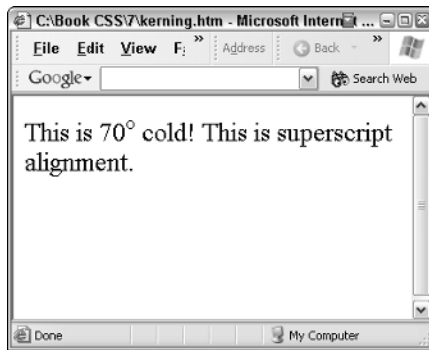 C:\Book CSS\7\kerning.htm - Microsoft Intern t ...
File Edit View F: » Address Back »
Google Search Web
This is 70° cold! This is superscript
alignment.
Done My Computer